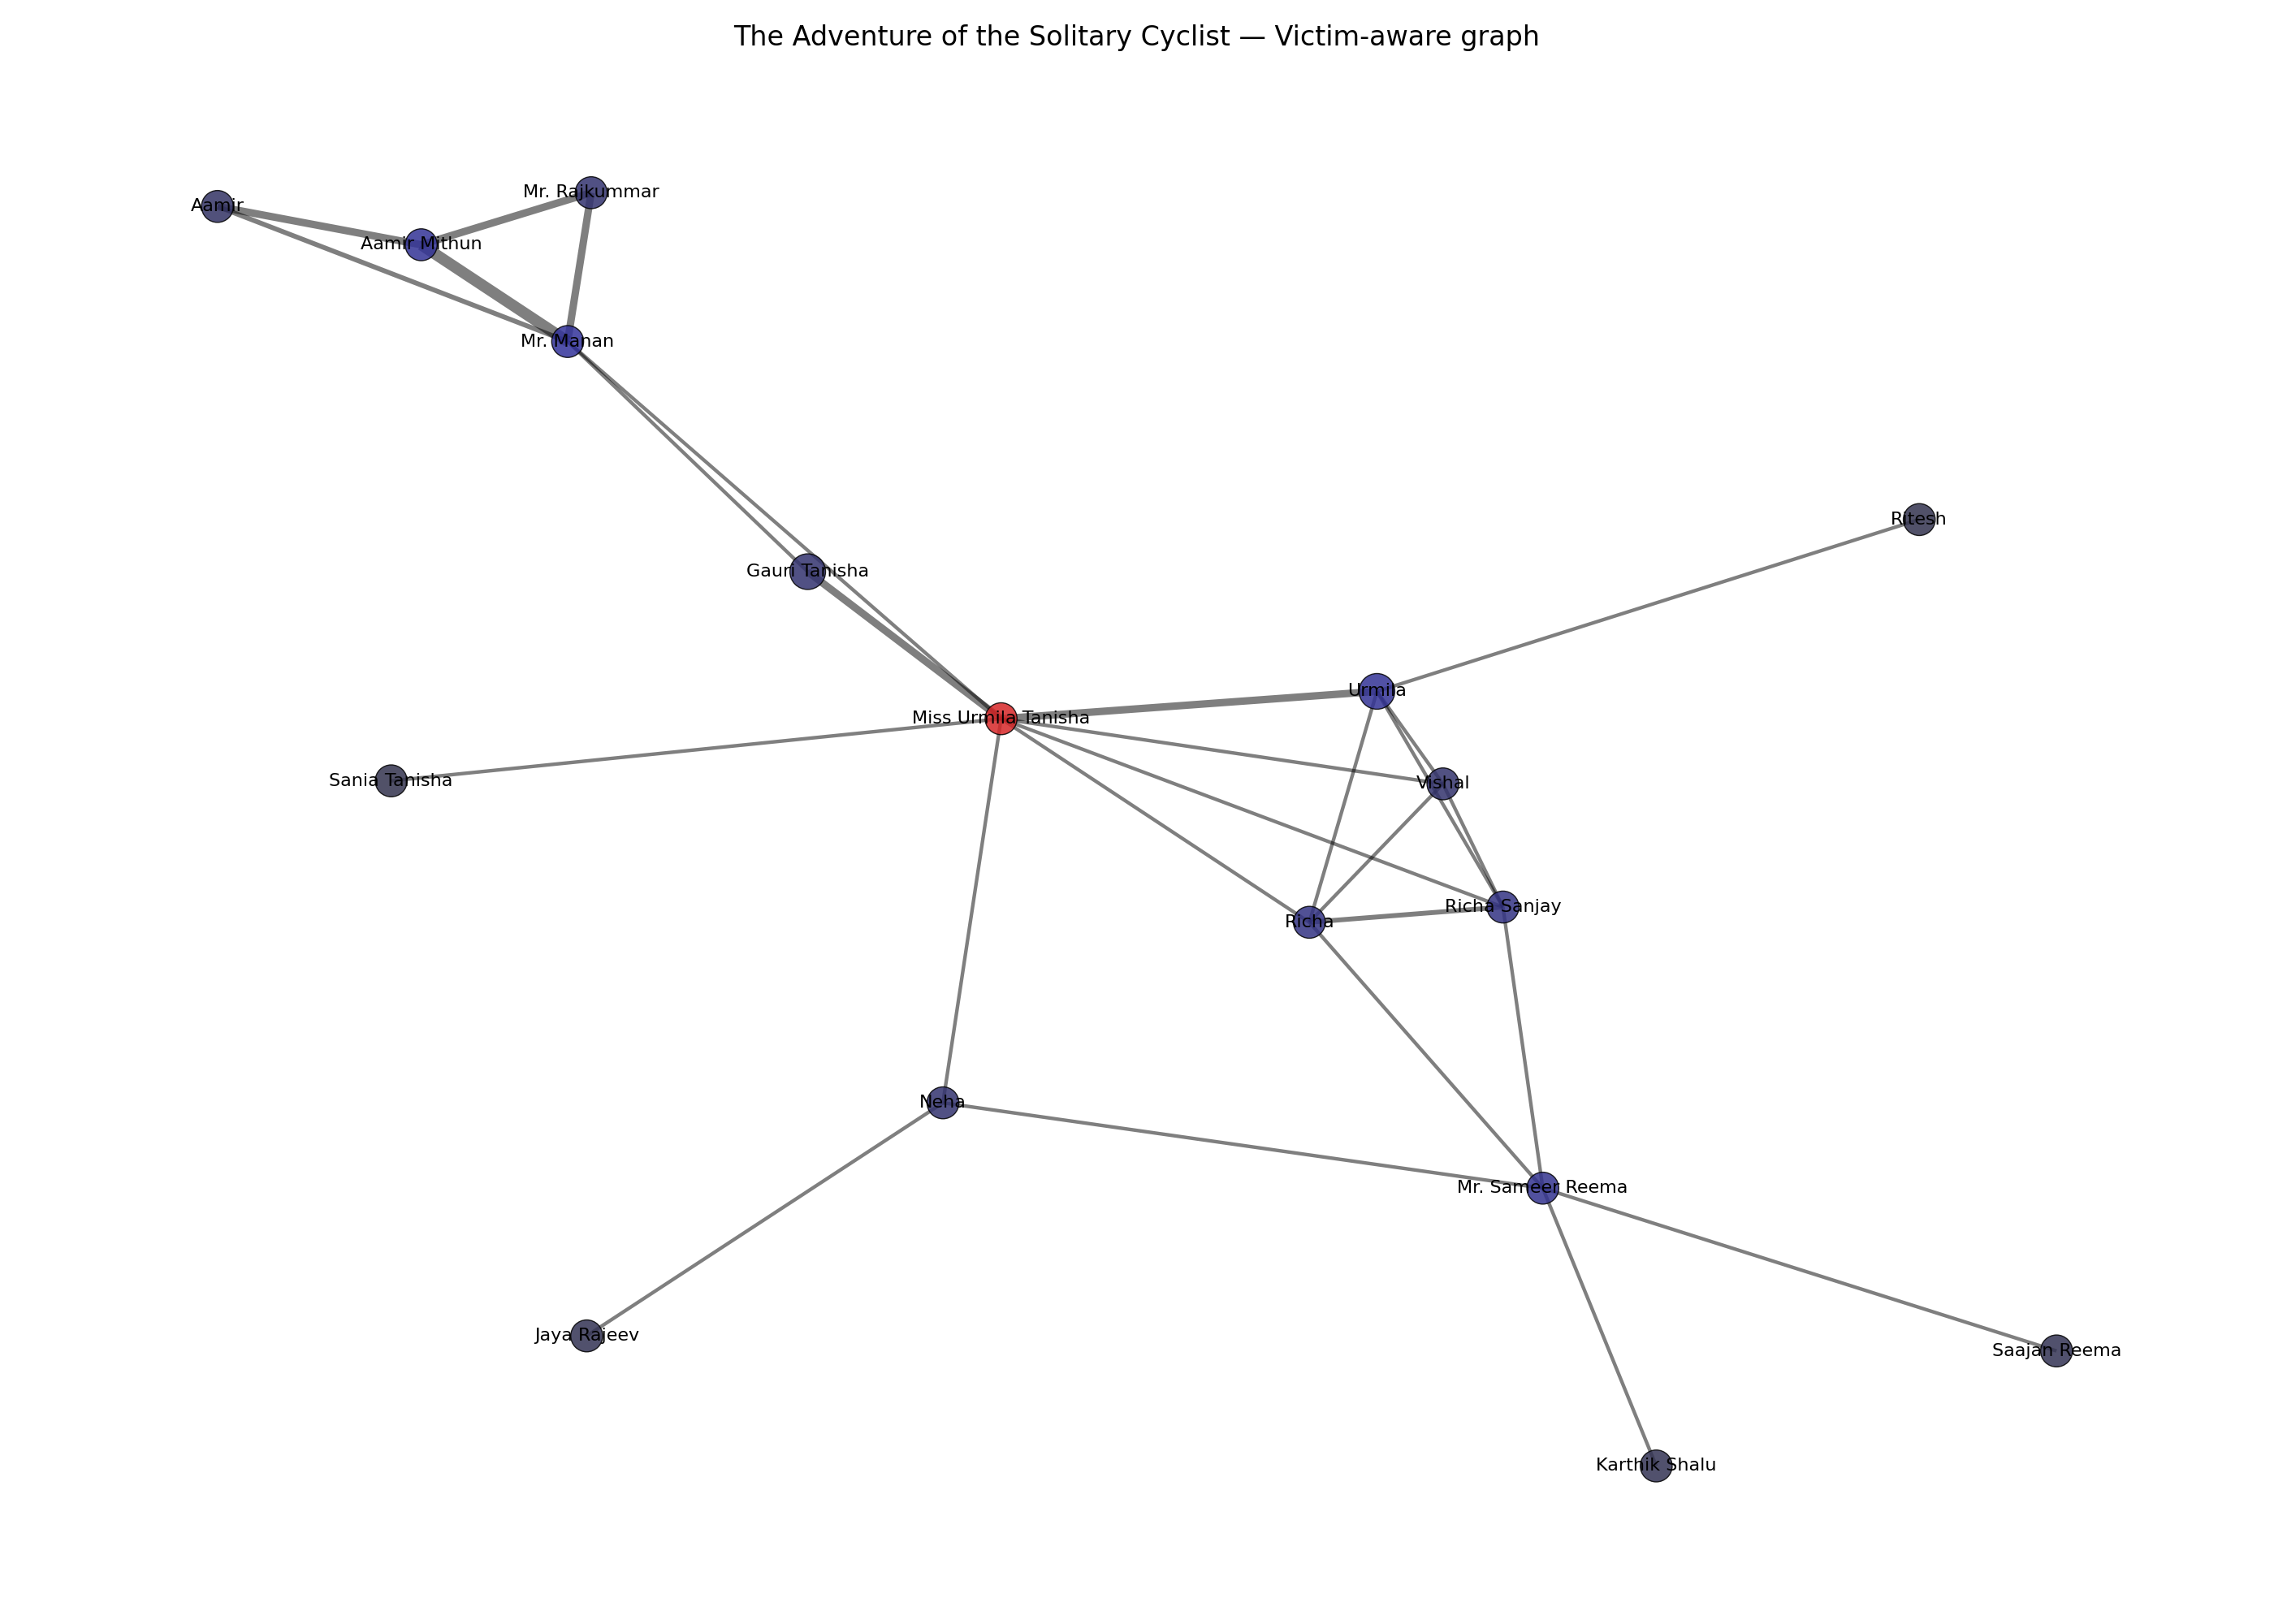 The Adventure of the Solitary Cyclist — Victim-aware graph
Mr. Rajkummar
Aamir
Aamir Mithun
Mr. Manan
Ritesh
Gauri Tanisha
Urmila
Miss Urmila Tanisha
Sania Tanisha
Vishal
Richa Sanjay
Richa
Neha
Mr. Sameer Reema
Jaya Rajeev
Saajan Reema
Karthik Shalu